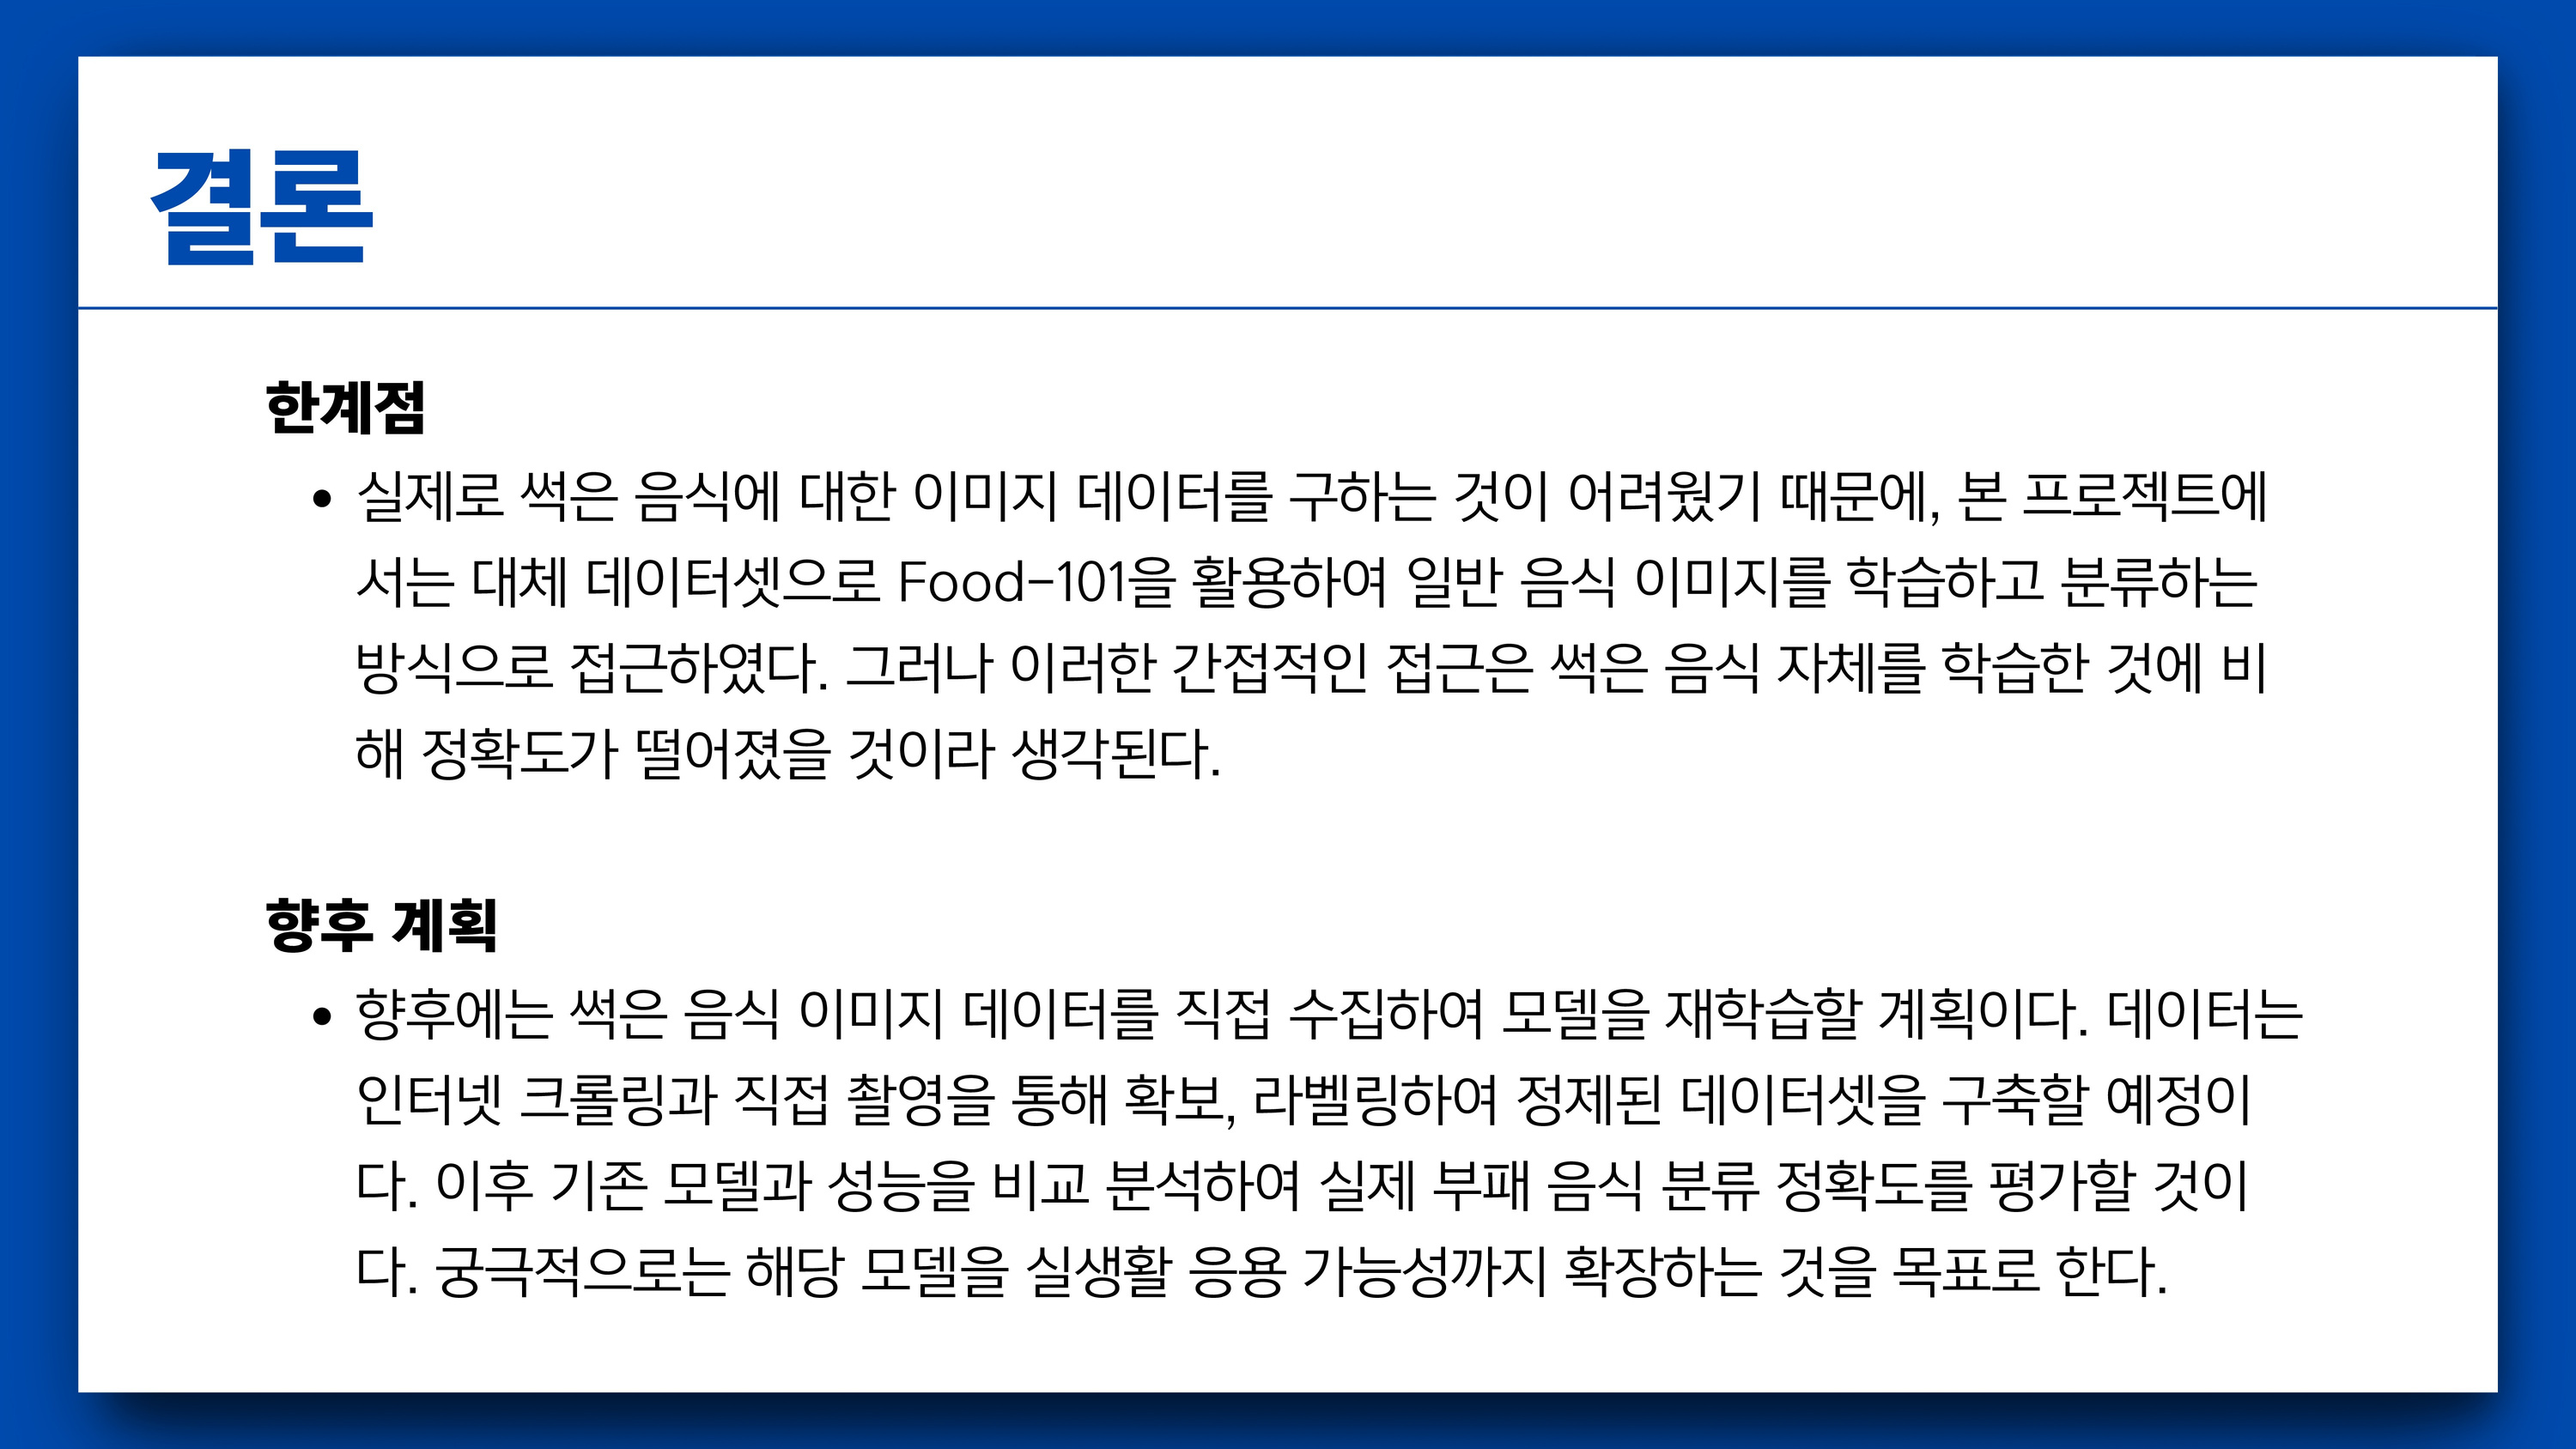 결론
한계점
• 실제로 썩은 음식에 대한 이미지 데이터를 구하는 것이 어려웠기 때문에, 본 프로젝트에
서는 대체 데이터셋으로 Food-101을 활용하여 일반 음식 이미지를 학습하고 분류하는
방식으로 접근하였다. 그러나 이러한 간접적인 접근은 썩은 음식 자체를 학습한 것에 비
해 정확도가 떨어졌을 것이라 생각된다.
향후 계획
• 향후에는 썩은 음식 이미지 데이터를 직접 수집하여 모델을 재학습할 계획이다. 데이터는
인터넷 크롤링과 직접 촬영을 통해 확보, 라벨링하여 정제된 데이터셋을 구축할 예정이
다. 이후 기존 모델과 성능을 비교 분석하여 실제 부패 음식 분류 정확도를 평가할 것이
다. 궁극적으로는 해당 모델을 실생활 응용 가능성까지 확장하는 것을 목표로 한다.